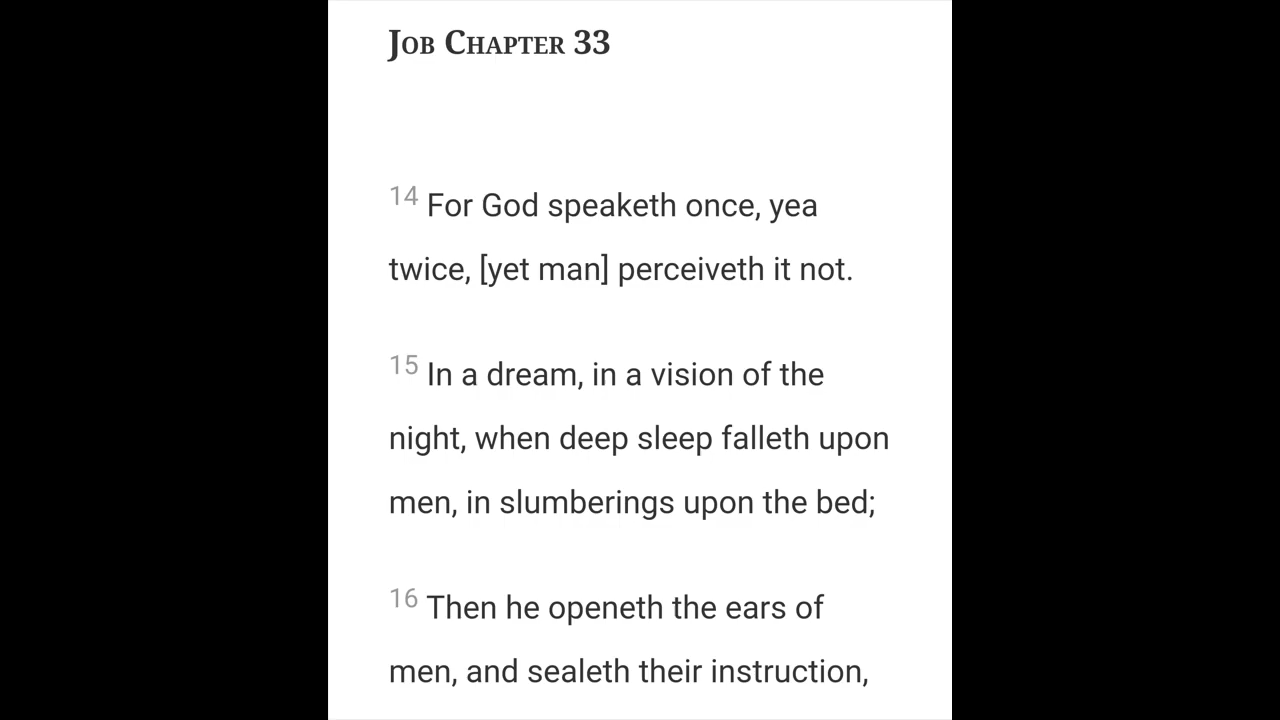 Job Chapter 33
14 For God speaketh once, yea
twice, [yet man] perceiveth it not.
15 In a dream, in a vision of the
night, when deep sleep falleth upon
men, in slumberings upon the bed;
16 Then he openeth the ears of
men, and sealeth their instruction,